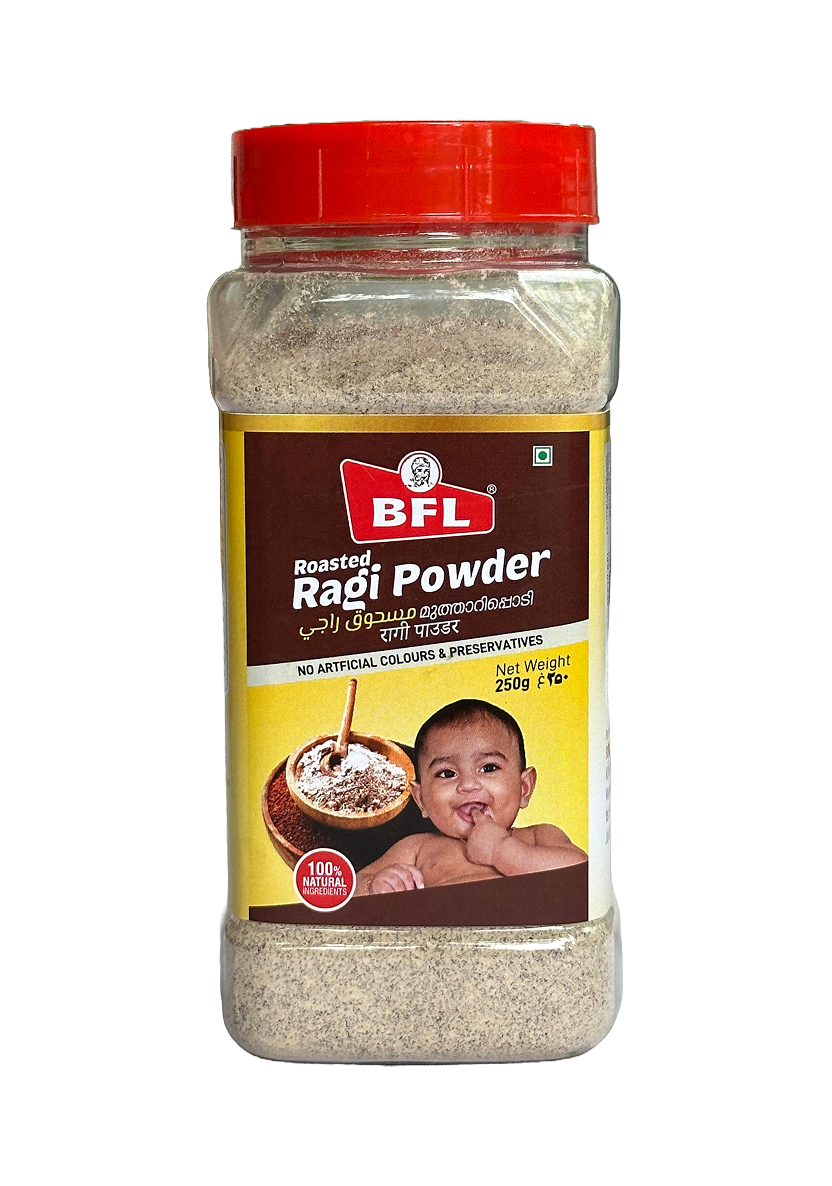 BFL
®
Roasted
Ragi Powder
مسحوق راجي മുത്താറിപ്പൊടി
रागी पाउडर
NO ARTFICIAL COLOURS & PRESERVATIVES
Net Weight
250g ٢٥٠غ
100%
NATURAL
INGREDIENTS